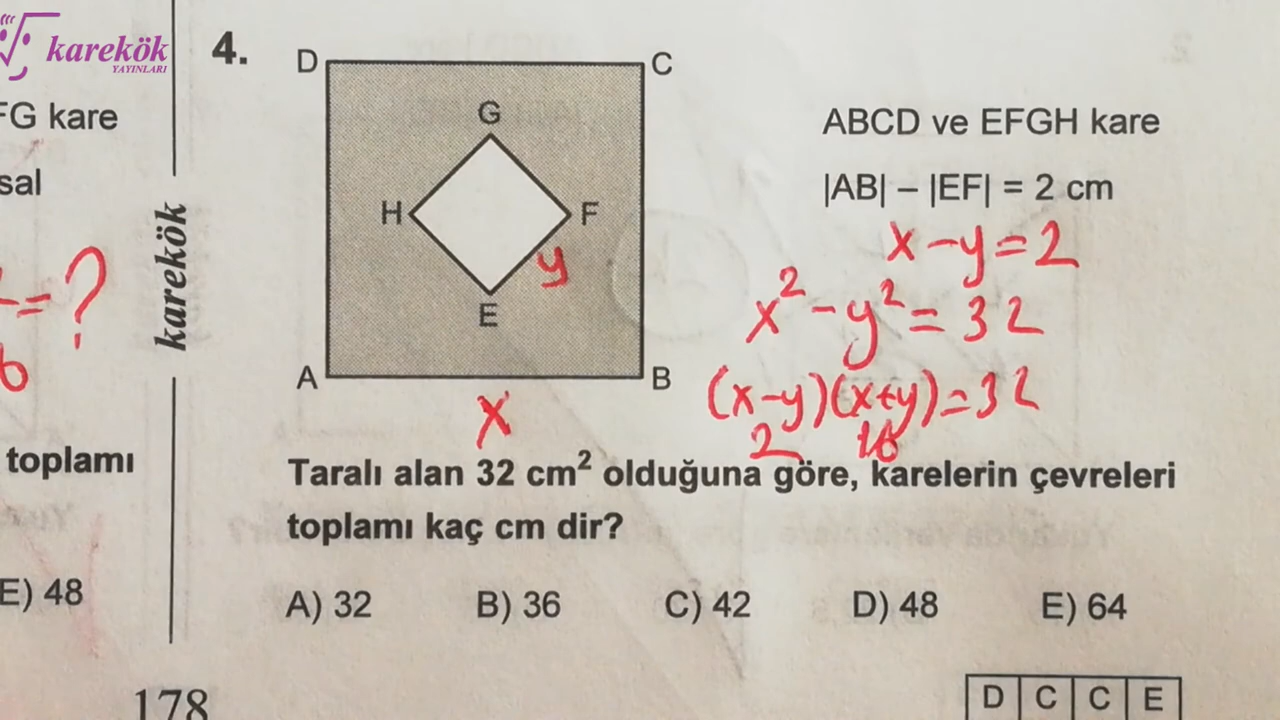 karekök
YAYINLARI
FG kare
sal
=?
6
toplamı
E) 48
178
karekök
4.
D
C
G
H
F
y
E
A
B
x
ABCD ve EFGH kare
|AB| – |EF| = 2 cm
x-y=2
x²-y²=32
(x-y)(x+y)=32
2 16
Taralı alan 32 cm² olduğuna göre, karelerin çevreleri
toplamı kaç cm dir?
A) 32 B) 36 C) 42 D) 48 E) 64
D C C E